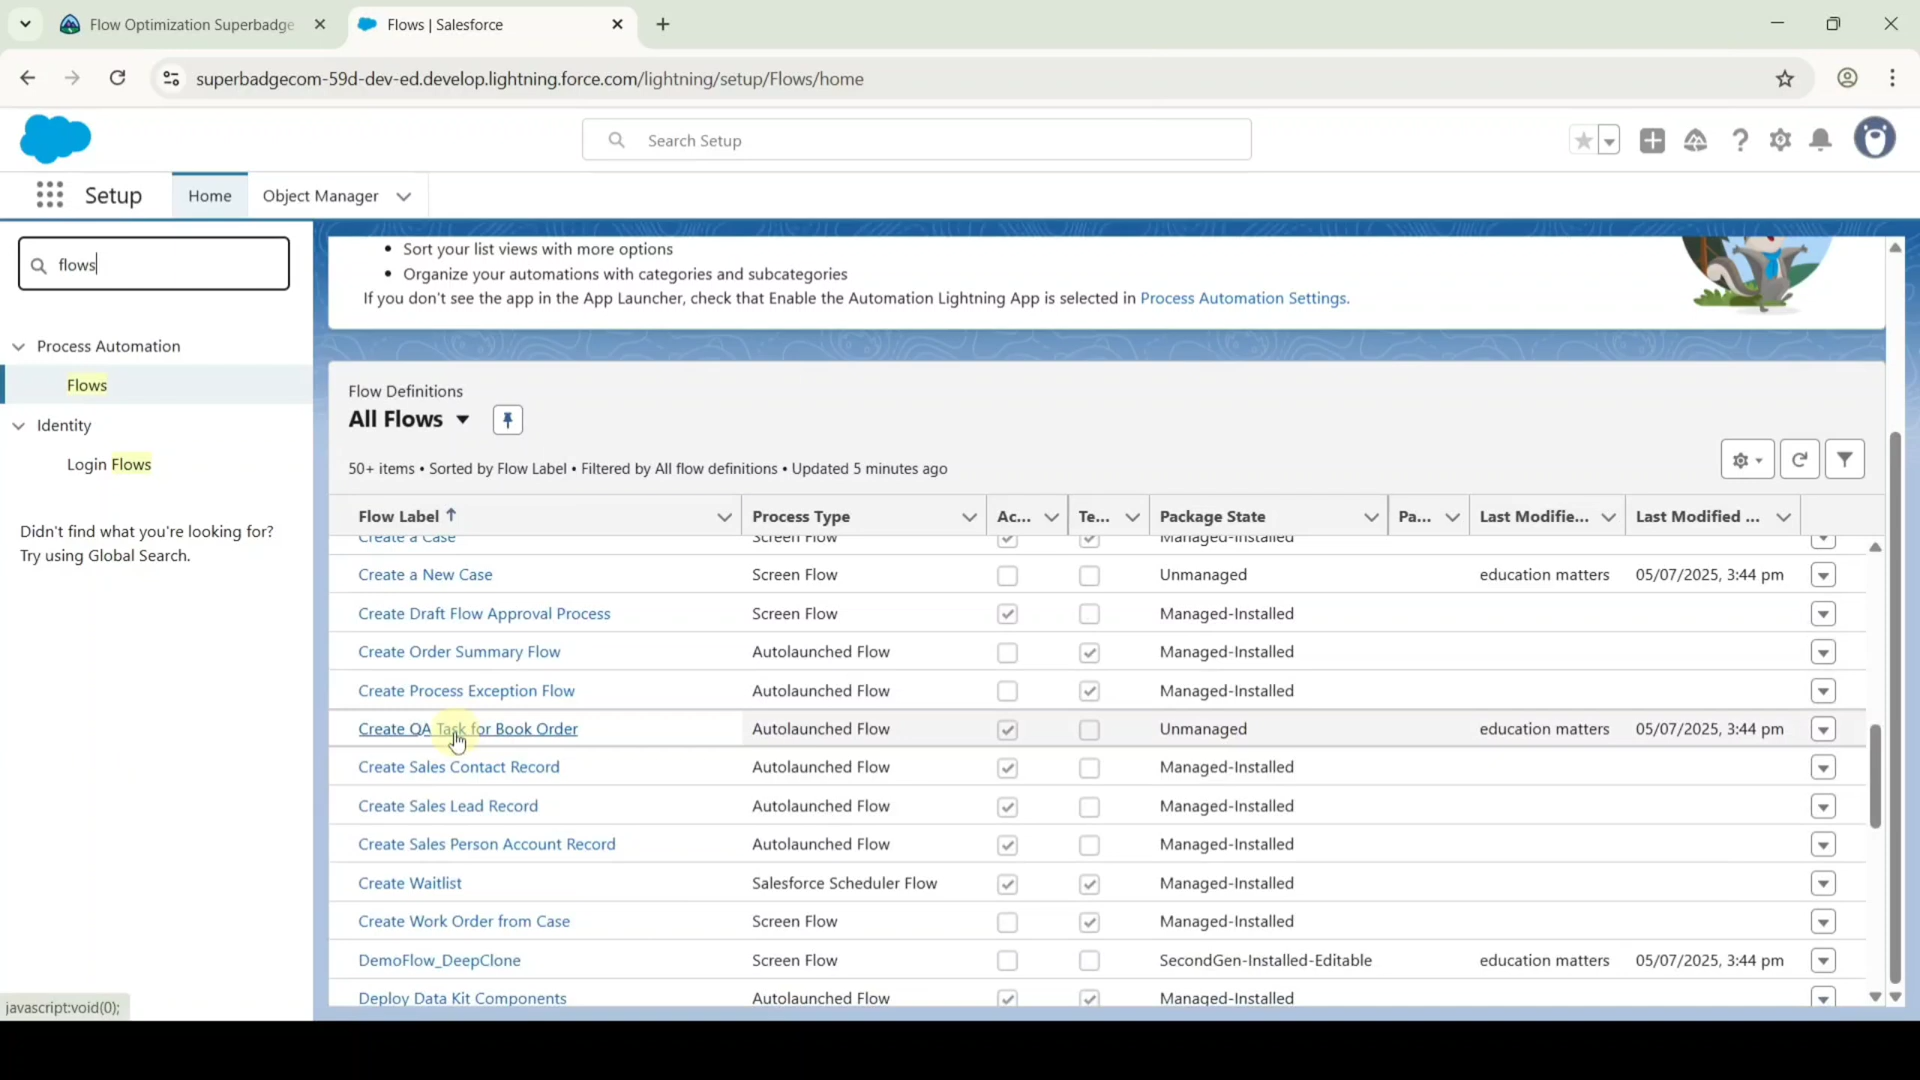 Flow Optimization Superbadge
Flows | Salesforce
superbadgecom-59d-dev-ed.develop.lightning.force.com/lightning/setup/Flows/home
Search Setup
Setup
Home
Object Manager
flows
Process Automation
Flows
Identity
Login Flows
Didn't find what you're looking for?
Try using Global Search.
• Sort your list views with more options
• Organize your automations with categories and subcategories
If you don't see the app in the App Launcher, check that Enable the Automation Lightning App is selected in Process Automation Settings.
Flow Definitions
All Flows
50+ items • Sorted by Flow Label • Filtered by All flow definitions • Updated 5 minutes ago
Flow Label ↑ Process Type Ac... Te... Package State Pa... Last Modifie... Last Modified ...
Create a Case Screen Flow Managed-Installed
Create a New Case Screen Flow Unmanaged education matters 05/07/2025, 3:44 pm
Create Draft Flow Approval Process Screen Flow Managed-Installed
Create Order Summary Flow Autolaunched Flow Managed-Installed
Create Process Exception Flow Autolaunched Flow Managed-Installed
Create QA Task for Book Order Autolaunched Flow Unmanaged education matters 05/07/2025, 3:44 pm
Create Sales Contact Record Autolaunched Flow Managed-Installed
Create Sales Lead Record Autolaunched Flow Managed-Installed
Create Sales Person Account Record Autolaunched Flow Managed-Installed
Create Waitlist Salesforce Scheduler Flow Managed-Installed
Create Work Order from Case Screen Flow Managed-Installed
DemoFlow_DeepClone Screen Flow SecondGen-Installed-Editable education matters 05/07/2025, 3:44 pm
Deploy Data Kit Components Autolaunched Flow Managed-Installed
javascript:void(0);